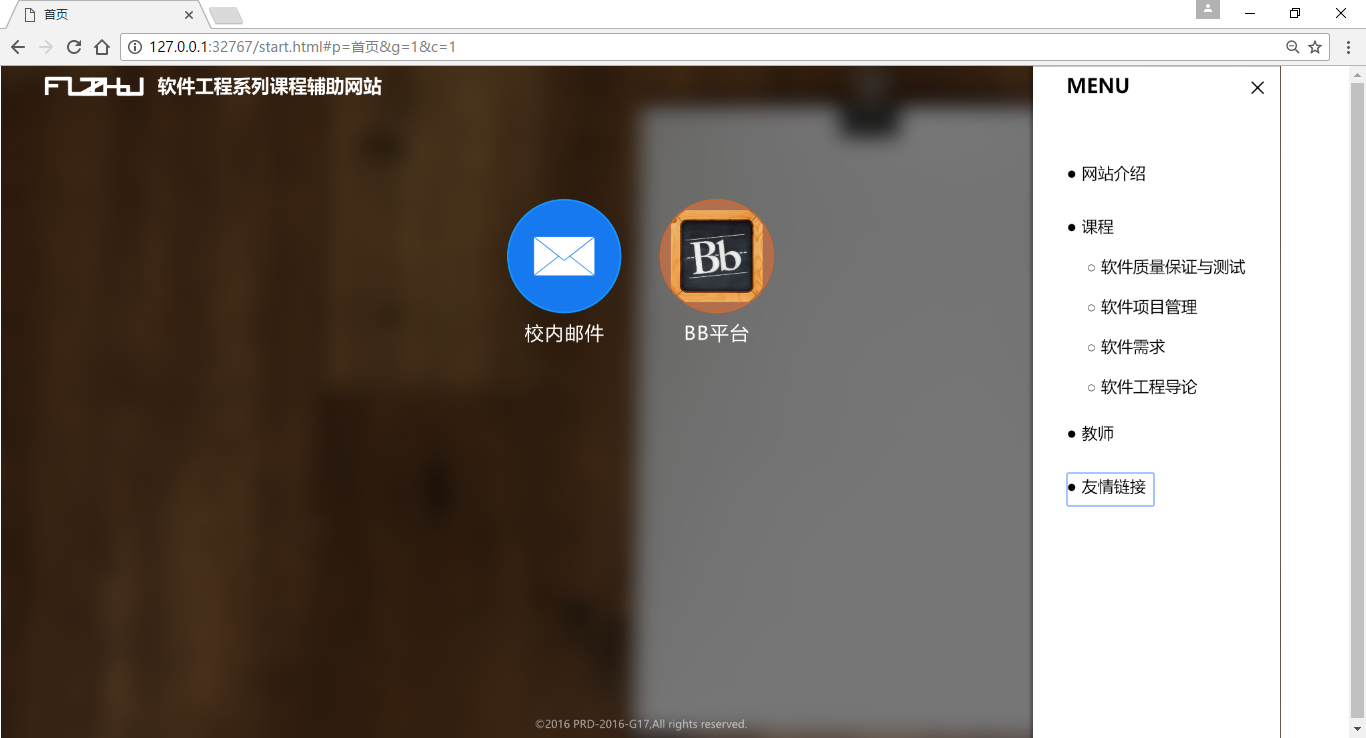 首页
127.0.0.1:32767/start.html#p=首页&g=1&c=1
软件工程系列课程辅助网站
MENU
网站介绍
课程
软件质量保证与测试
软件项目管理
软件需求
软件工程导论
教师
友情链接
Bb
校内邮件
BB平台
©2016 PRD-2016-G17,All rights reserved.